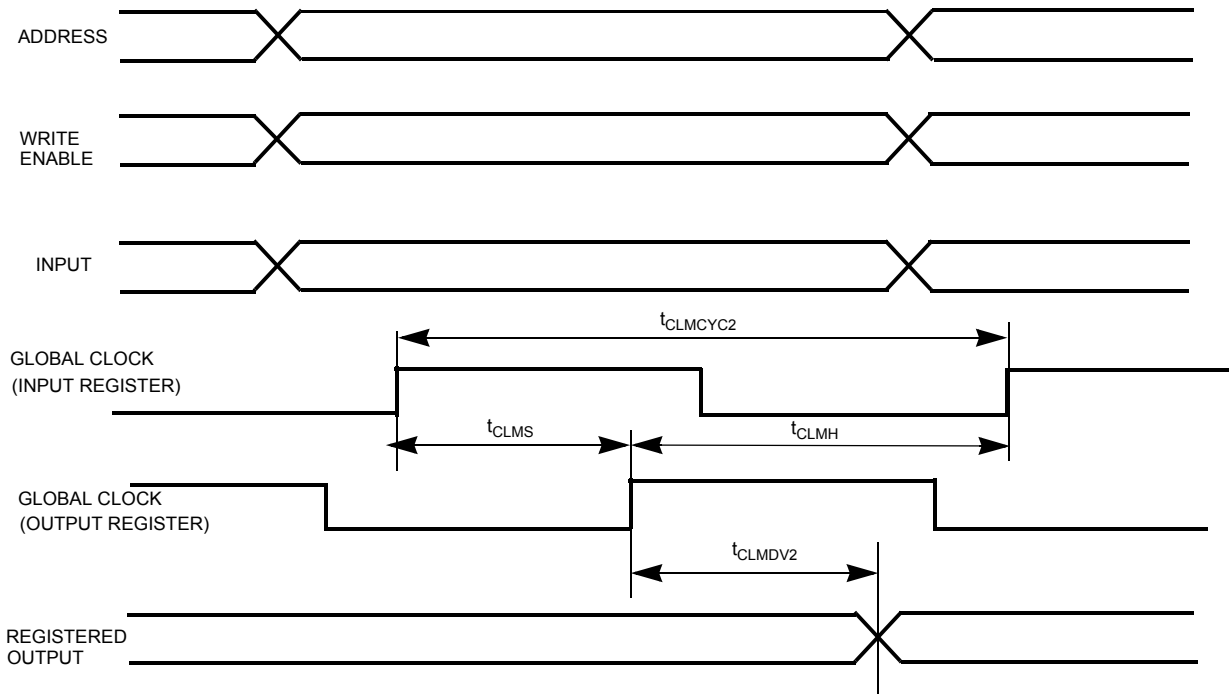 ADDRESS
WRITE
ENABLE
INPUT
tCLMCYC2
GLOBAL CLOCK
(INPUT REGISTER)
tCLMS
tCLMH
GLOBAL CLOCK
(OUTPUT REGISTER)
tCLMDV2
REGISTERED
OUTPUT